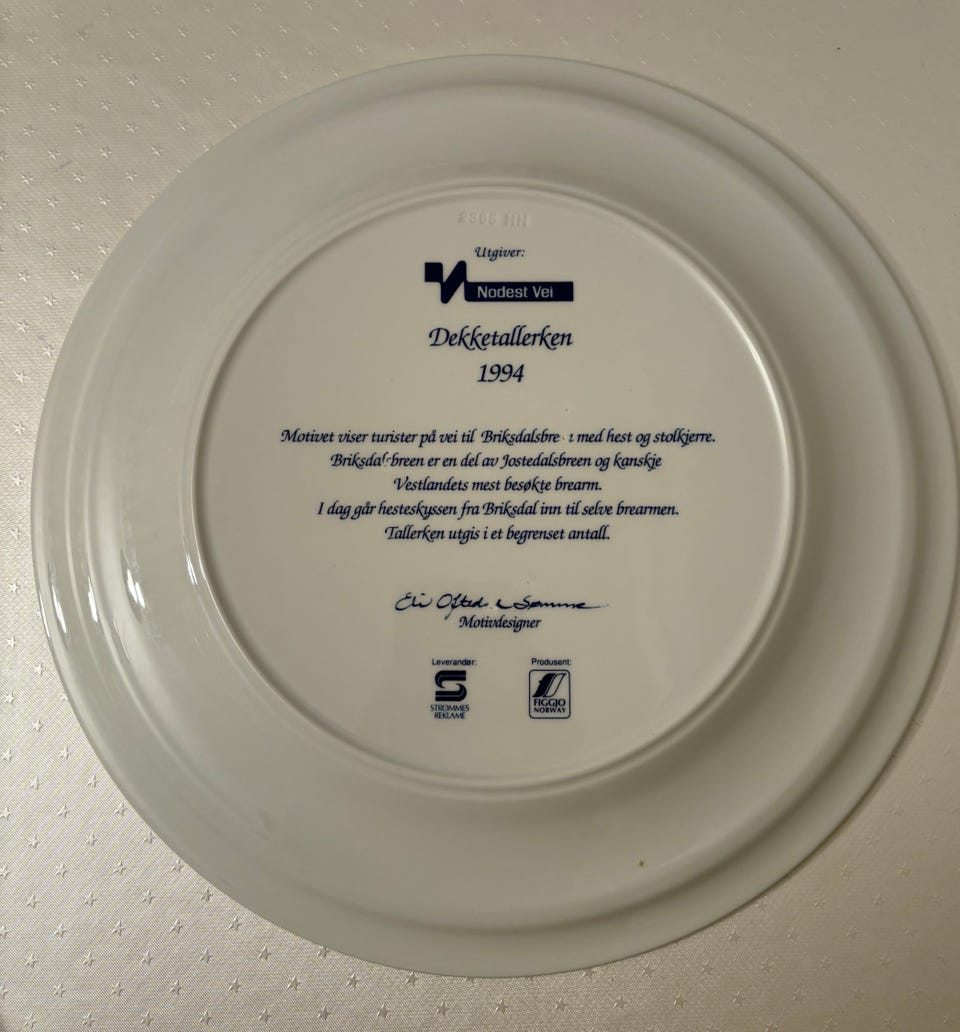 Utgiver:
Nodest Vei
Dekketallerken
1994
Motivet viser turister på vei til Briksdalsbre n med hest og stolkjerre.
Briksdalsbreen er en del av Jostedalsbreen og kanskje
Vestlandets mest besøkte brearm.
I dag går hesteskyssen fra Briksdal inn til selve brearmen.
Tallerken utgis i et begrenset antall.
Motivdesigner
Leverandør: Produsent:
STRØMMES FIGGJO
REKLAME NORWAY